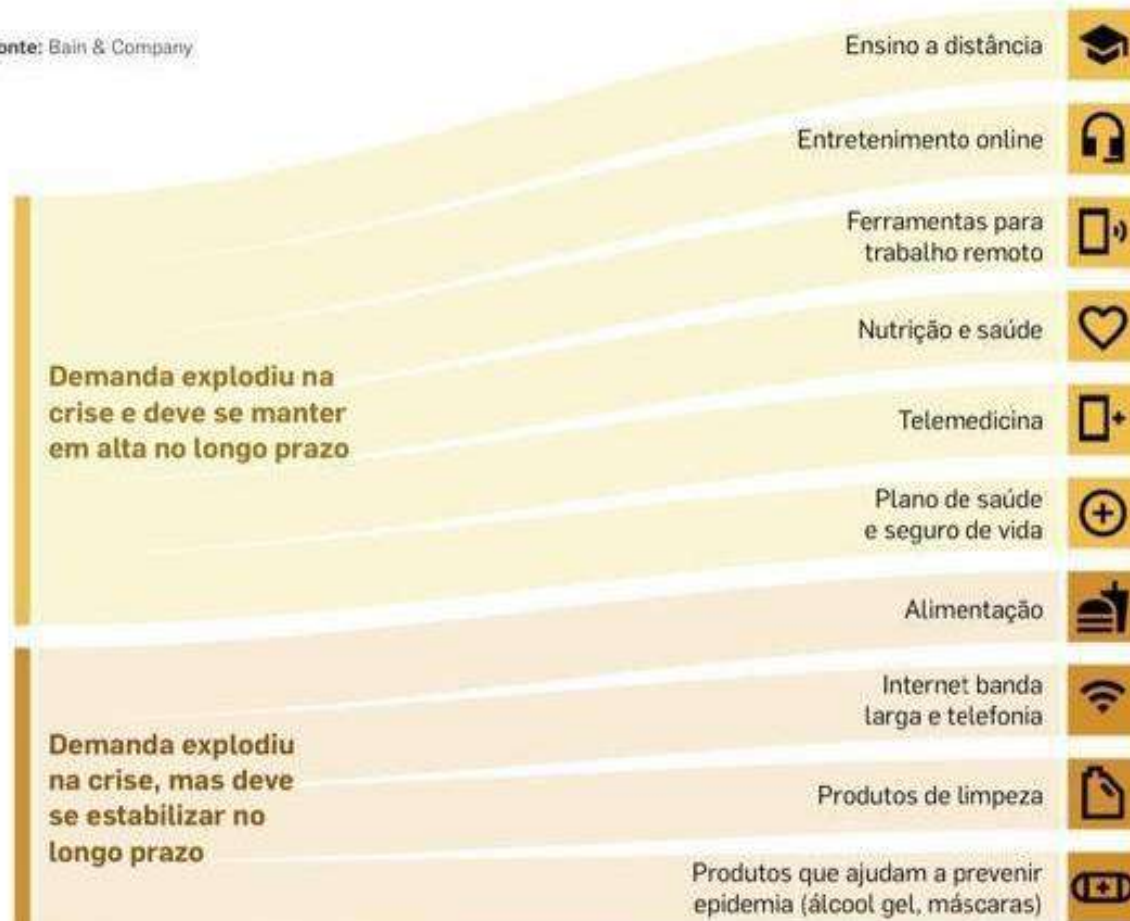 onte: Bain & Company
Ensino a distância
Entretenimento online
Ferramentas para
trabalho remoto
Nutrição e saúde
Demanda explodiu na
crise e deve se manter
em alta no longo prazo
Telemedicina
Plano de saúde
e seguro de vida
Alimentação
Internet banda
larga e telefonia
Demanda explodiu
na crise, mas deve
se estabilizar no
longo prazo
Produtos de limpeza
Produtos que ajudam a prevenir
epidemia (álcool gel, máscaras)